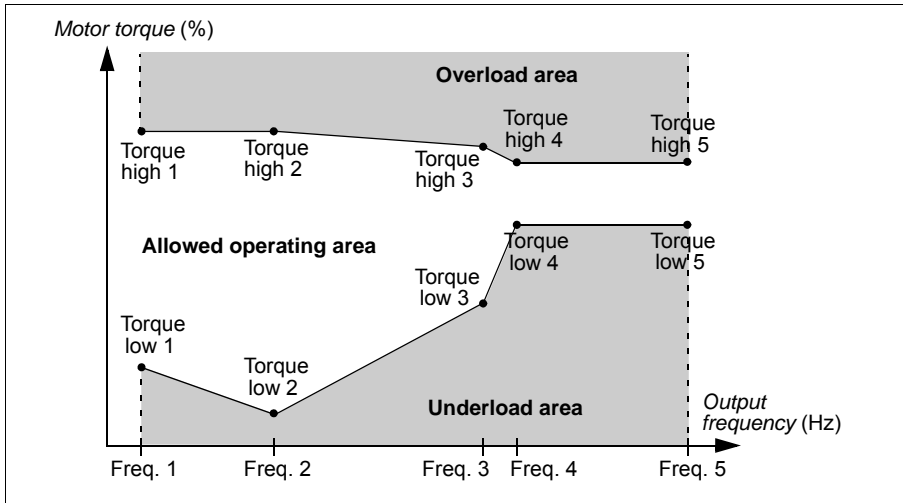 Motor torque (%)
Overload area
Torque
high 1
Torque
high 2
Torque
high 3
Torque
high 4
Torque
high 5
Allowed operating area
Torque
low 1
Torque
low 2
Torque
low 3
Torque
low 4
Torque
low 5
Underload area
Output
frequency (Hz)
Freq. 1
Freq. 2
Freq. 3
Freq. 4
Freq. 5